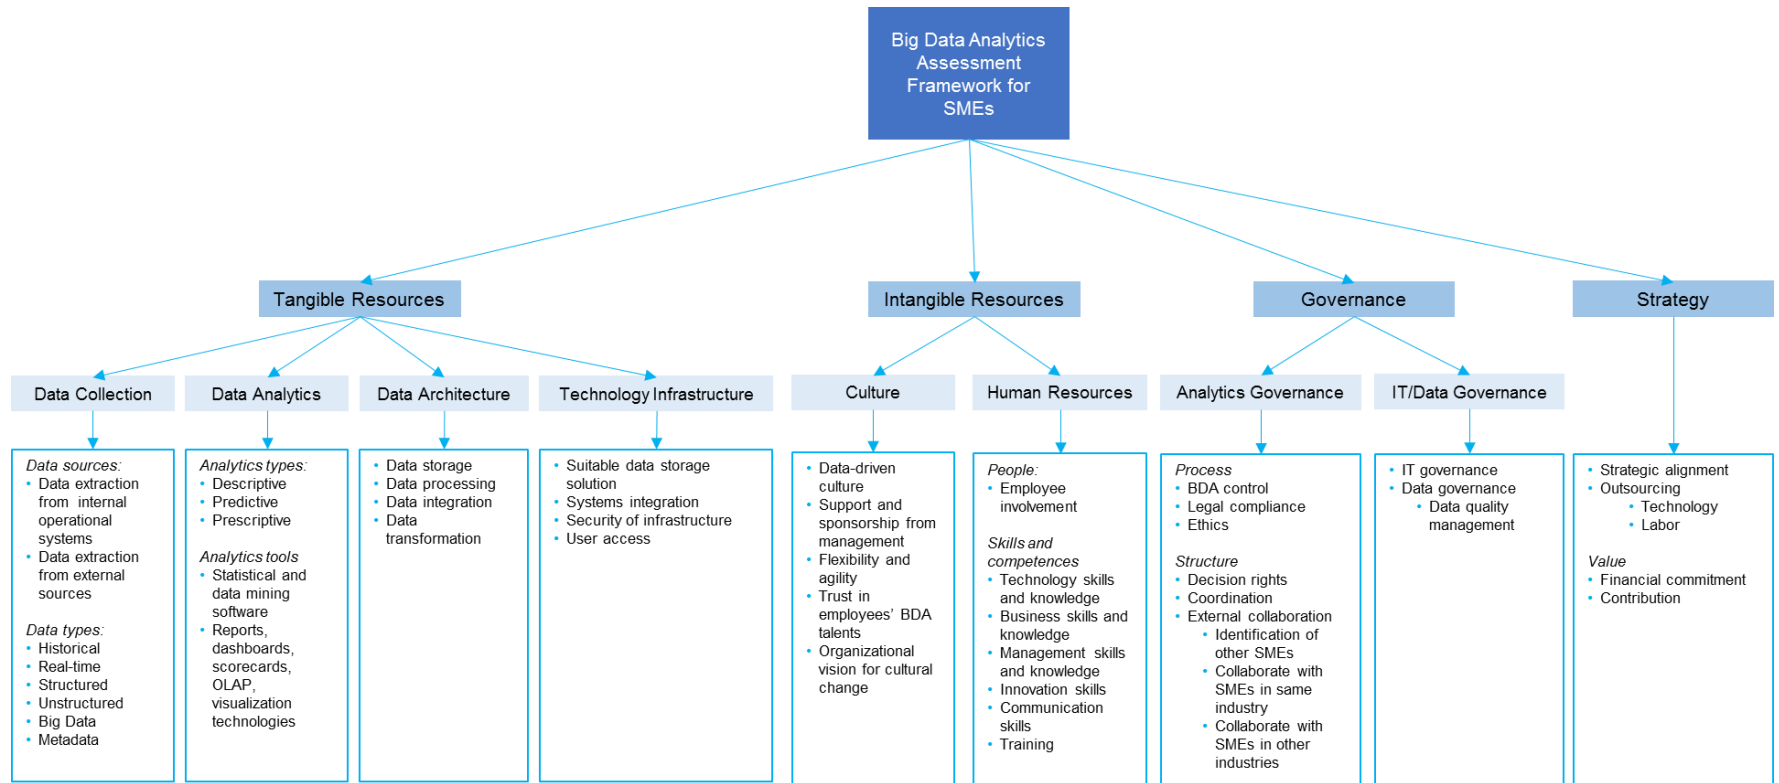 Big Data Analytics
Assessment
Framework for
SMEs
Tangible Resources
Intangible Resources
Governance
Strategy
Data Collection
Data Analytics
Data Architecture
Technology Infrastructure
Culture
Human Resources
Analytics Governance
IT/Data Governance
Data sources:
• Data extraction
from internal
operational
systems
• Data extraction
from external
sources
Data types:
• Historical
• Real-time
• Structured
• Unstructured
• Big Data
• Metadata
Analytics types:
• Descriptive
• Predictive
• Prescriptive
Analytics tools
• Statistical and
data mining
software
• Reports,
dashboards,
scorecards,
OLAP,
visualization
technologies
• Data storage
• Data processing
• Data integration
• Data
transformation
• Suitable data storage
solution
• Systems integration
• Security of infrastructure
• User access
• Data-driven
culture
• Support and
sponsorship from
management
• Flexibility and
agility
• Trust in
employees’ BDA
talents
• Organizational
vision for cultural
change
People:
• Employee
involvement
Skills and
competences
• Technology skills
and knowledge
• Business skills and
knowledge
• Management skills
and knowledge
• Innovation skills
• Communication
skills
• Training
Process
• BDA control
• Legal compliance
• Ethics
Structure
• Decision rights
• Coordination
• External collaboration
• Identification of
other SMEs
• Collaborate with
SMEs in same
industry
• Collaborate with
SMEs in other
industries
• IT governance
• Data governance
• Data quality
management
• Strategic alignment
• Outsourcing
• Technology
• Labor
Value
• Financial commitment
• Contribution